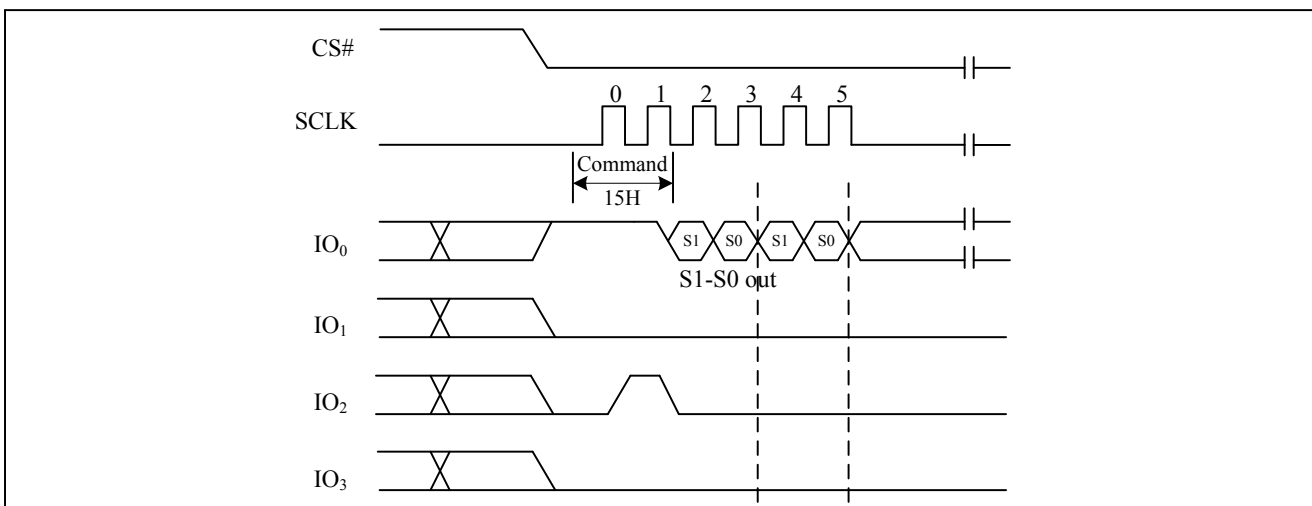 CS#
0 1 2 3 4 5
SCLK
Command
15H
IO₀
S1 S0 S1 S0
S1-S0 out
IO₁
IO₂
IO₃